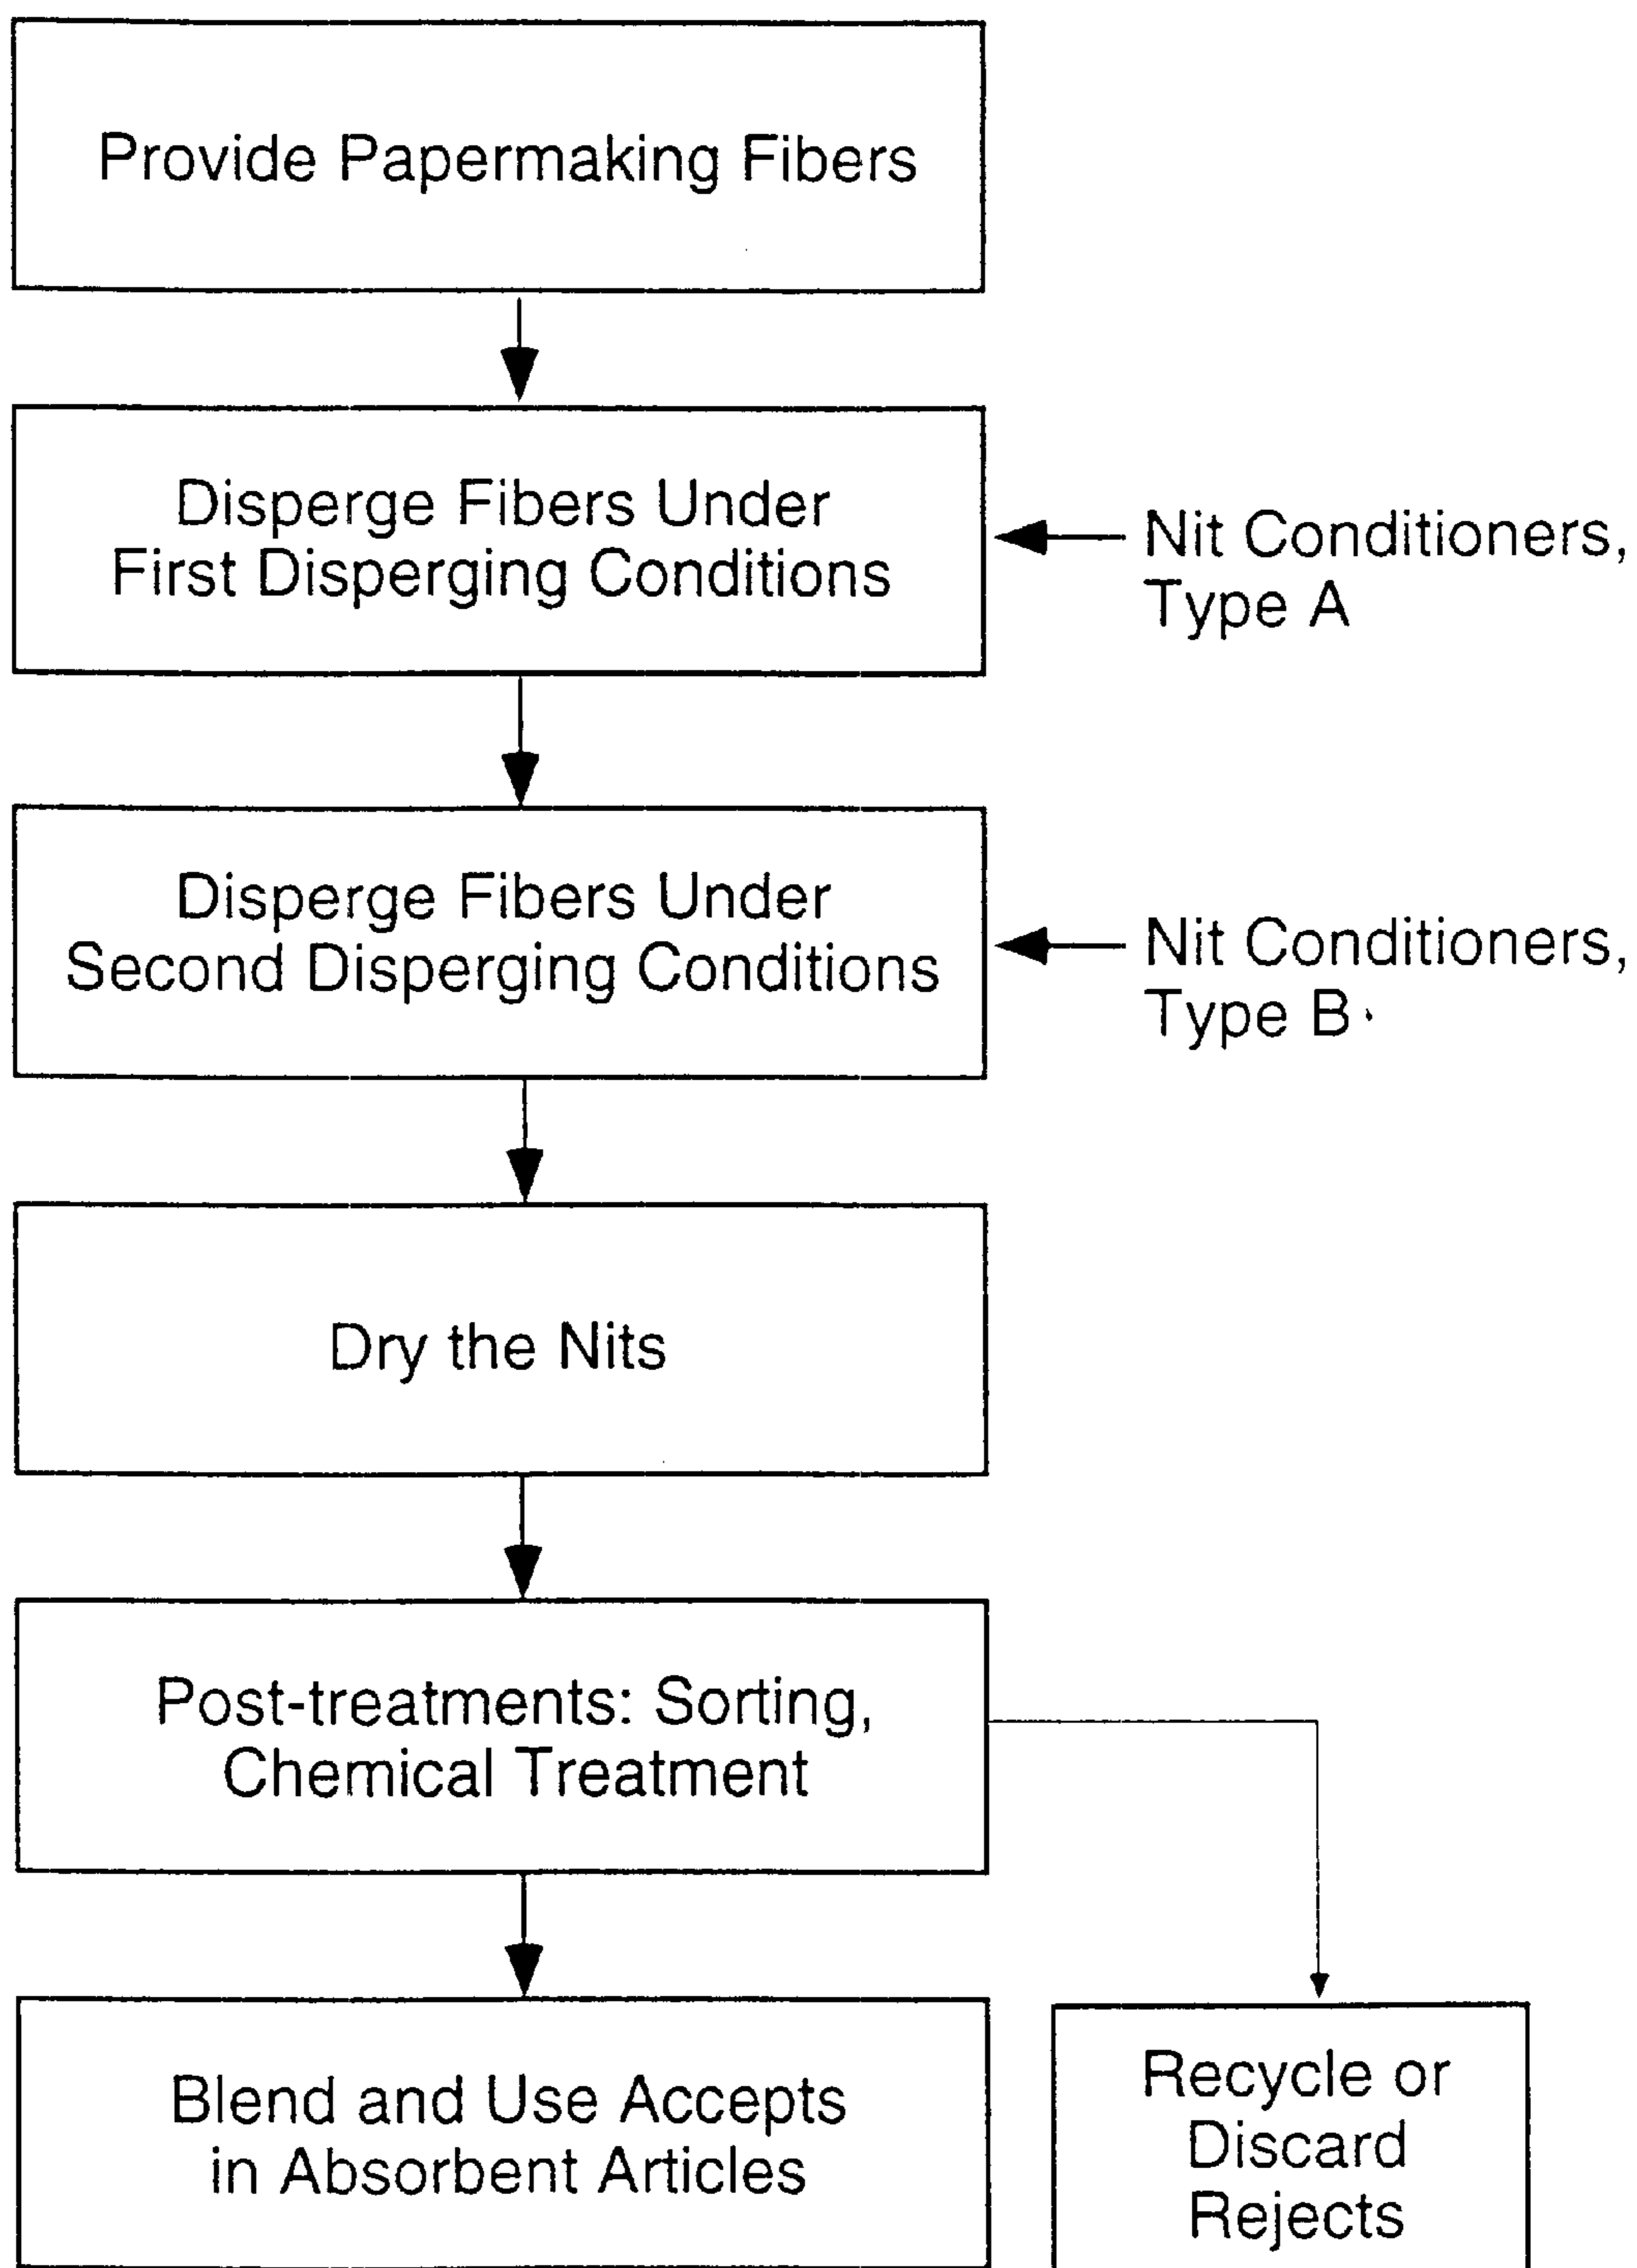 Provide Papermaking Fibers
Disperge Fibers Under
First Disperging Conditions
Nit Conditioners,
Type A
Disperge Fibers Under
Second Disperging Conditions
Nit Conditioners,
Type B
Dry the Nits
Post-treatments: Sorting,
Chemical Treatment
Blend and Use Accepts
in Absorbent Articles
Recycle or
Discard
Rejects